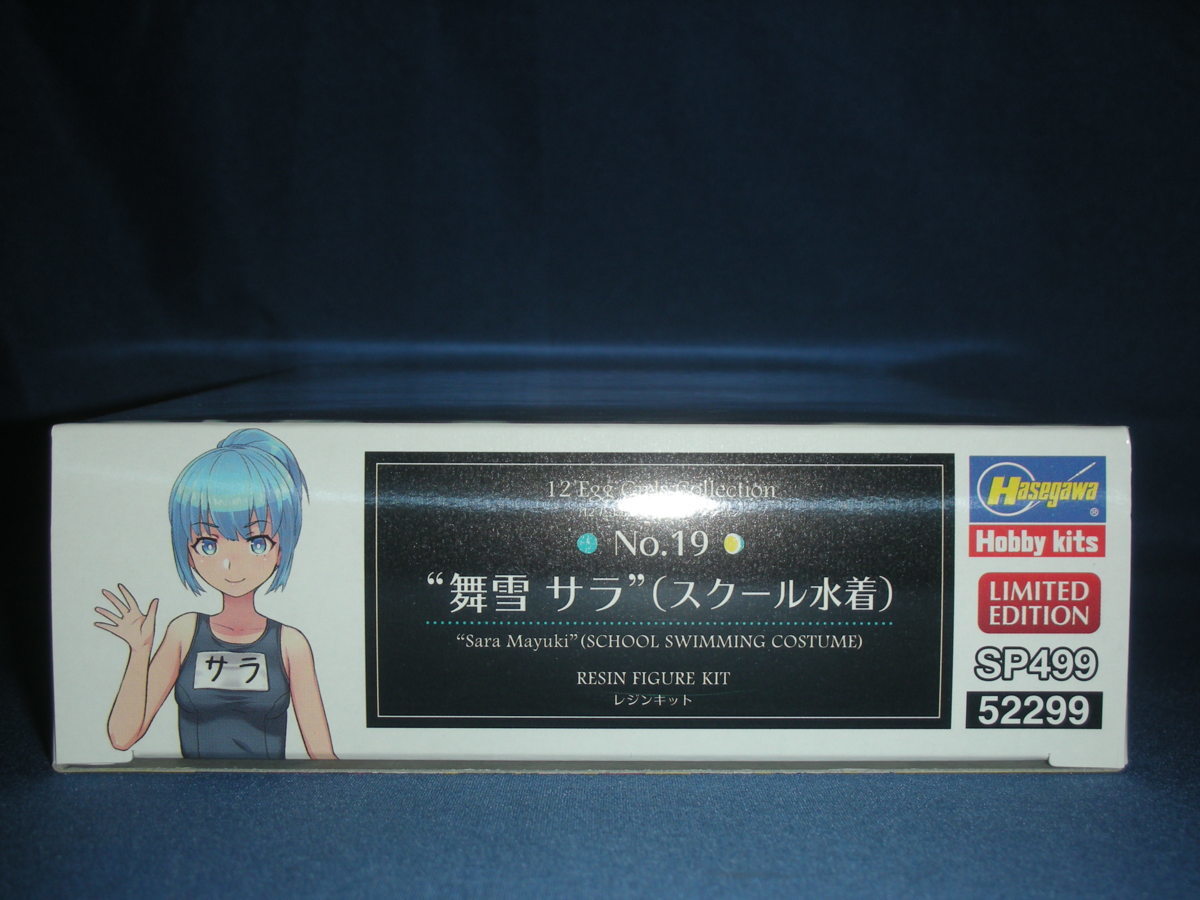 12 Egg Girls Collection
No.19
“舞雪 サラ”（スクール水着）
“Sara Mayuki”(SCHOOL SWIMMING COSTUME)
RESIN FIGURE KIT
レジンキット
サラ
Hasegawa®
Hobby kits
LIMITED
EDITION
SP499
52299